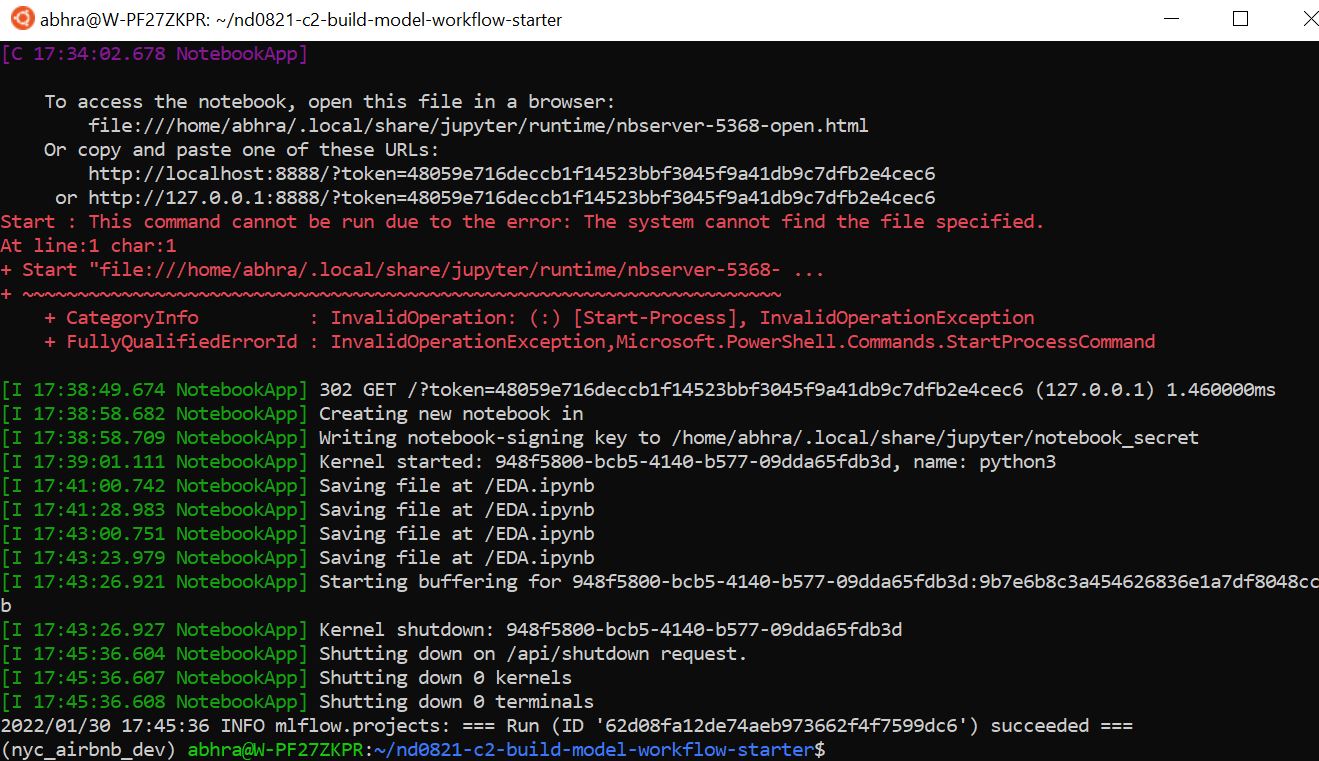 abhra@W-PF27ZKPR: ~/nd0821-c2-build-model-workflow-starter
[C 17:34:02.678 NotebookApp]
To access the notebook, open this file in a browser:
file:///home/abhra/.local/share/jupyter/runtime/nbserver-5368-open.html
Or copy and paste one of these URLs:
http://localhost:8888/?token=48059e716deccb1f14523bbf3045f9a41db9c7dfb2e4cec6
or http://127.0.0.1:8888/?token=48059e716deccb1f14523bbf3045f9a41db9c7dfb2e4cec6
Start : This command cannot be run due to the error: The system cannot find the file specified.
At line:1 char:1
+ Start "file:///home/abhra/.local/share/jupyter/runtime/nbserver-5368- ...
+ ~~~~~~~~~~~~~~~~~~~~~~~~~~~~~~~~~~~~~~~~~~~~~~~~~~~~~~~~~~~~~~~~~~~~~
+ CategoryInfo          : InvalidOperation: (:) [Start-Process], InvalidOperationException
+ FullyQualifiedErrorId : InvalidOperationException,Microsoft.PowerShell.Commands.StartProcessCommand
[I 17:38:49.674 NotebookApp] 302 GET /?token=48059e716deccb1f14523bbf3045f9a41db9c7dfb2e4cec6 (127.0.0.1) 1.460000ms
[I 17:38:58.682 NotebookApp] Creating new notebook in
[I 17:38:58.709 NotebookApp] Writing notebook-signing key to /home/abhra/.local/share/jupyter/notebook_secret
[I 17:39:01.111 NotebookApp] Kernel started: 948f5800-bcb5-4140-b577-09dda65fdb3d, name: python3
[I 17:41:00.742 NotebookApp] Saving file at /EDA.ipynb
[I 17:41:28.983 NotebookApp] Saving file at /EDA.ipynb
[I 17:43:00.751 NotebookApp] Saving file at /EDA.ipynb
[I 17:43:23.979 NotebookApp] Saving file at /EDA.ipynb
[I 17:43:26.921 NotebookApp] Starting buffering for 948f5800-bcb5-4140-b577-09dda65fdb3d:9b7e6b8c3a454626836e1a7df8048cc
b
[I 17:43:26.927 NotebookApp] Kernel shutdown: 948f5800-bcb5-4140-b577-09dda65fdb3d
[I 17:45:36.604 NotebookApp] Shutting down on /api/shutdown request.
[I 17:45:36.607 NotebookApp] Shutting down 0 kernels
[I 17:45:36.608 NotebookApp] Shutting down 0 terminals
2022/01/30 17:45:36 INFO mlflow.projects: === Run (ID '62d08fa12de74aeb973662f4f7599dc6') succeeded ===
(nyc_airbnb_dev) abhra@W-PF27ZKPR:~/nd0821-c2-build-model-workflow-starter$